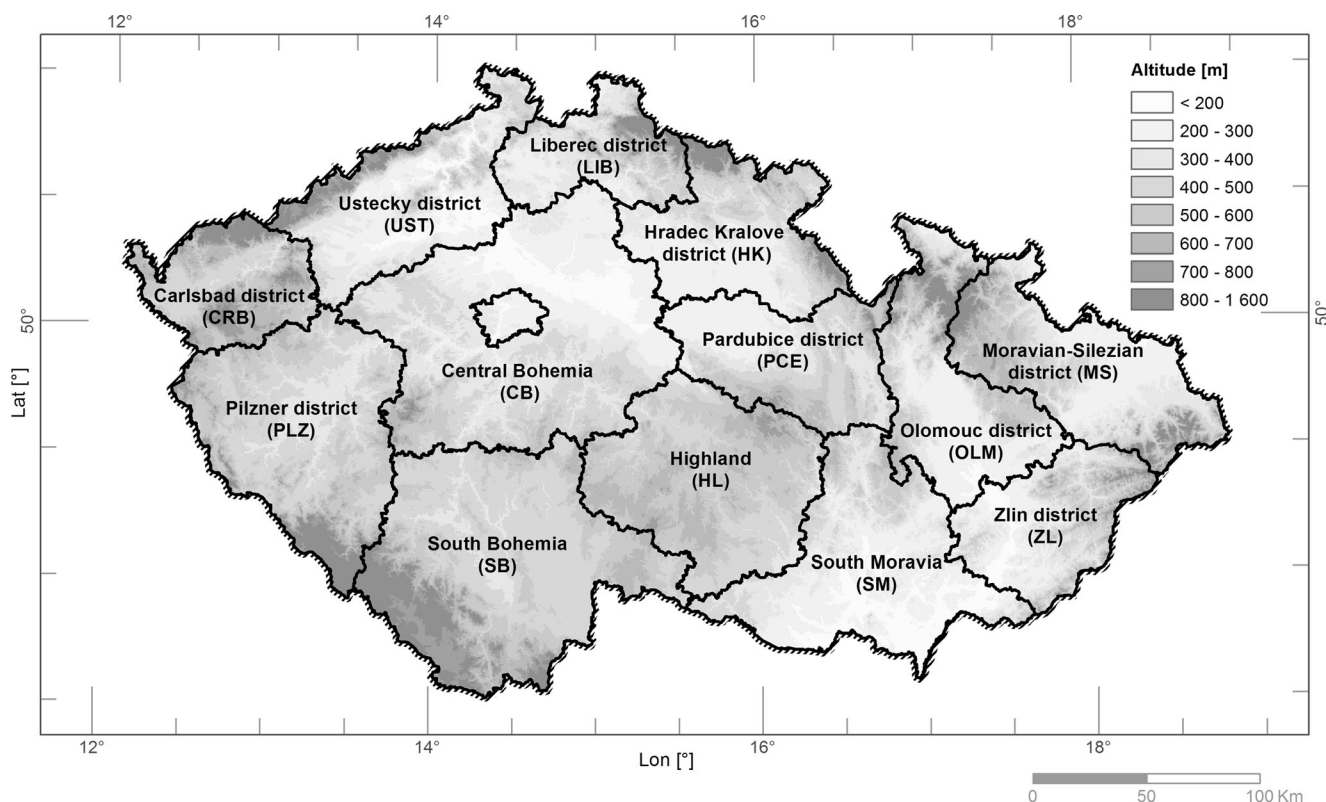 12°
14°
16°
18°
Altitude [m]
< 200
200 - 300
300 - 400
400 - 500
500 - 600
600 - 700
700 - 800
800 - 1 600
Liberec district
(LIB)
Ustecky district
(UST)
Hradec Kralove
district (HK)
Carlsbad district
(CRB)
50°
50°
Pardubice district
(PCE)
Moravian-Silezian
district (MS)
Central Bohemia
(CB)
Lat [°]
Pilzner district
(PLZ)
Olomouc district
(OLM)
Highland
(HL)
Zlin district
(ZL)
South Bohemia
(SB)
South Moravia
(SM)
12°
14°
16°
18°
Lon [°]
0 50 100 Km